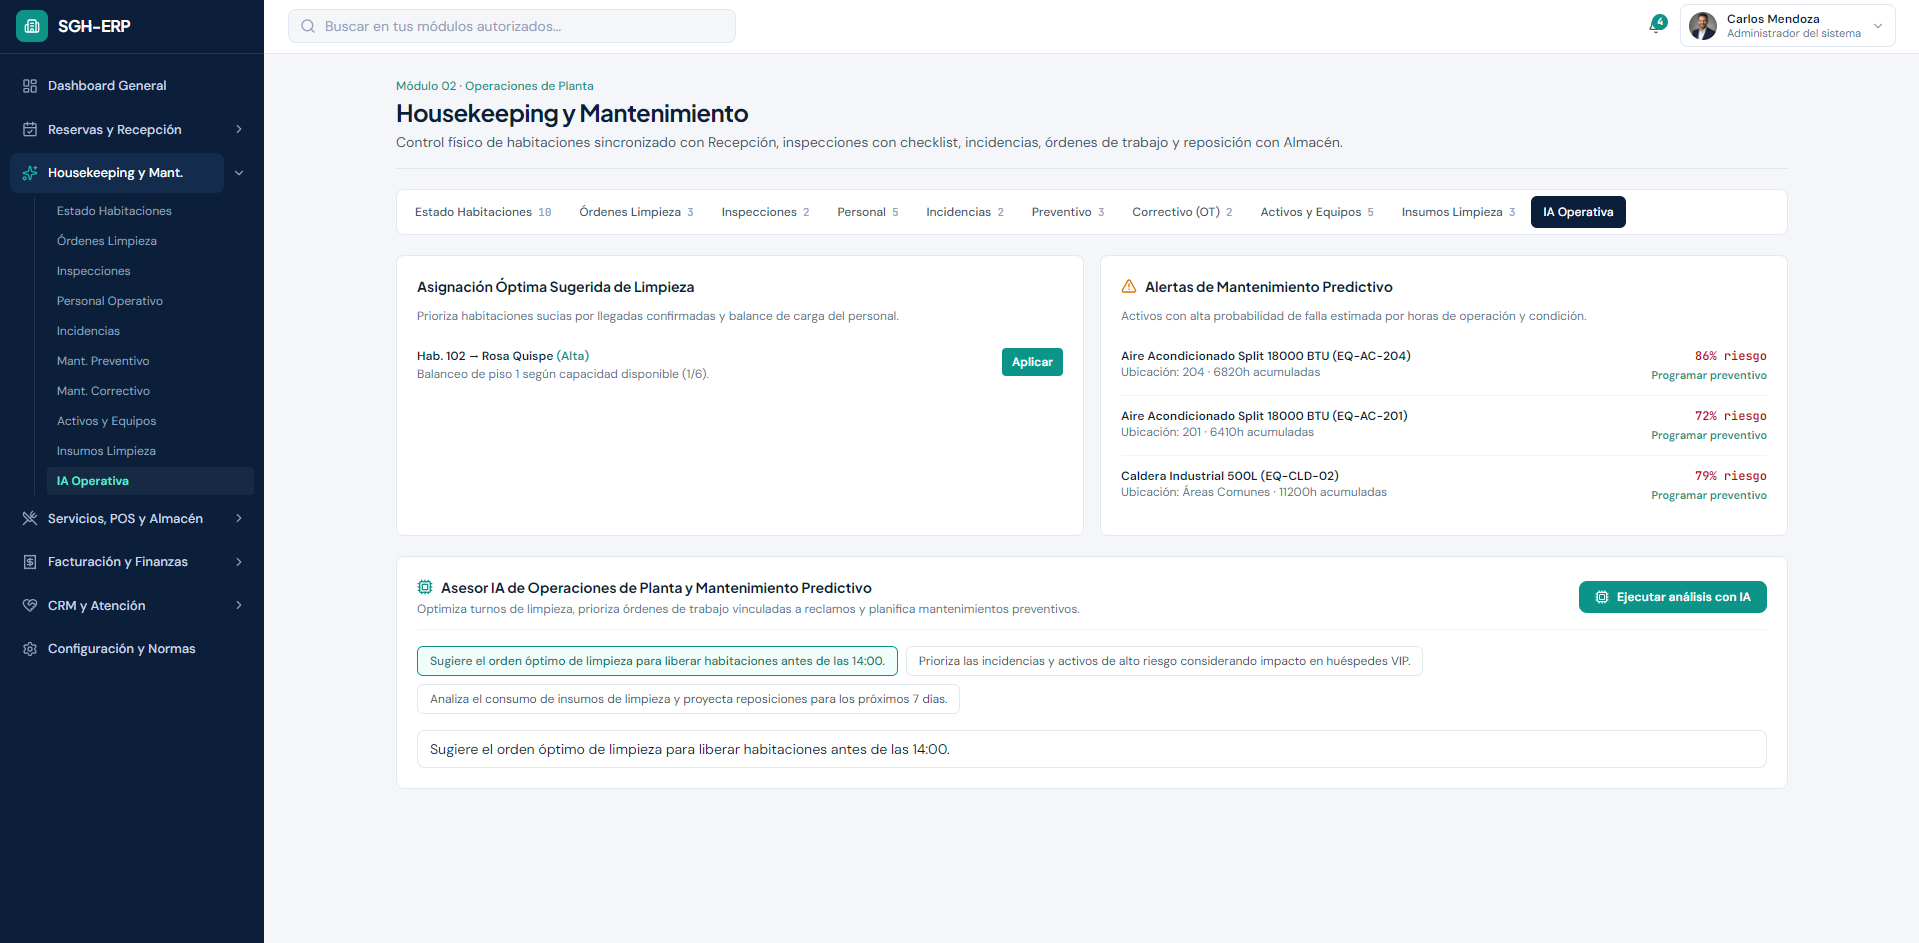 SGH-ERP
Buscar en tus módulos autorizados...
4
Carlos Mendoza
Administrador del sistema
Dashboard General
Reservas y Recepción
Housekeeping y Mant.
Estado Habitaciones
Órdenes Limpieza
Inspecciones
Personal Operativo
Incidencias
Mant. Preventivo
Mant. Correctivo
Activos y Equipos
Insumos Limpieza
IA Operativa
Servicios, POS y Almacén
Facturación y Finanzas
CRM y Atención
Configuración y Normas
Módulo 02 · Operaciones de Planta
Housekeeping y Mantenimiento
Control físico de habitaciones sincronizado con Recepción, inspecciones con checklist, incidencias, órdenes de trabajo y reposición con Almacén.
Estado Habitaciones 10 Órdenes Limpieza 3 Inspecciones 2 Personal 5 Incidencias 2 Preventivo 3 Correctivo (OT) 2 Activos y Equipos 5 Insumos Limpieza 3 IA Operativa
Asignación Óptima Sugerida de Limpieza
Prioriza habitaciones sucias por llegadas confirmadas y balance de carga del personal.
Hab. 102 → Rosa Quispe (Alta)
Balanceo de piso 1 según capacidad disponible (1/6).
Aplicar
Alertas de Mantenimiento Predictivo
Activos con alta probabilidad de falla estimada por horas de operación y condición.
Aire Acondicionado Split 18000 BTU (EQ-AC-204)
86% riesgo
Ubicación: 204 · 6820h acumuladas
Programar preventivo
Aire Acondicionado Split 18000 BTU (EQ-AC-201)
72% riesgo
Ubicación: 201 · 6410h acumuladas
Programar preventivo
Caldera Industrial 500L (EQ-CLD-02)
79% riesgo
Ubicación: Áreas Comunes · 11200h acumuladas
Programar preventivo
Asesor IA de Operaciones de Planta y Mantenimiento Predictivo
Optimiza turnos de limpieza, prioriza órdenes de trabajo vinculadas a reclamos y planifica mantenimientos preventivos.
Ejecutar análisis con IA
Sugiere el orden óptimo de limpieza para liberar habitaciones antes de las 14:00.
Prioriza las incidencias y activos de alto riesgo considerando impacto en huéspedes VIP.
Analiza el consumo de insumos de limpieza y proyecta reposiciones para los próximos 7 días.
Sugiere el orden óptimo de limpieza para liberar habitaciones antes de las 14:00.